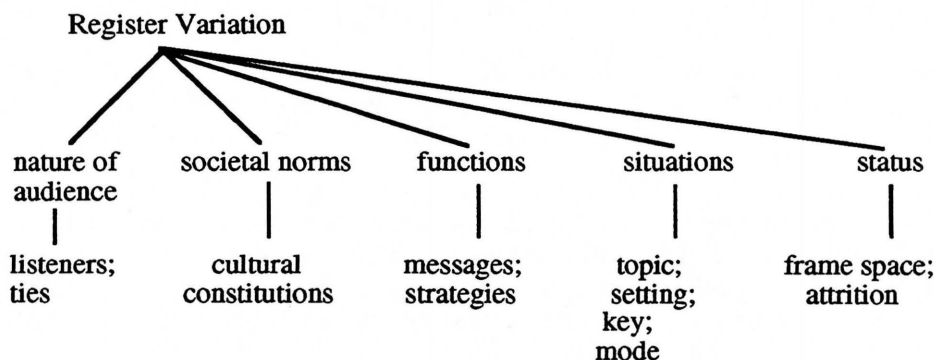 Register Variation
nature of
audience
societal norms
functions
situations
status
listeners;
ties
cultural
constitutions
messages;
strategies
topic;
setting;
key;
mode
frame space;
attrition